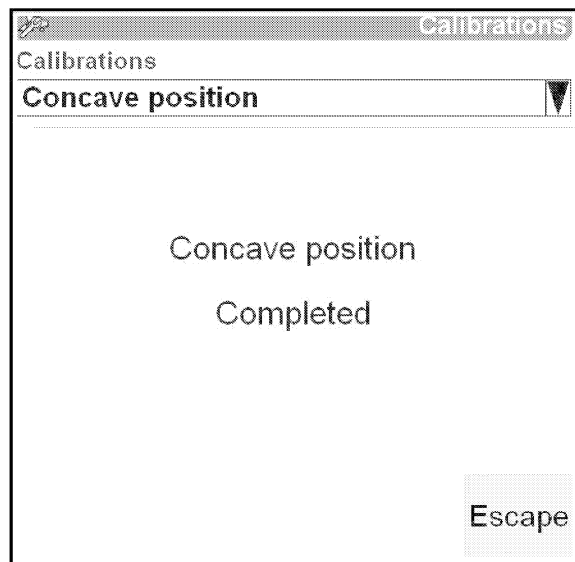 Calibrations
Calibrations
Concave position
Concave position
Completed
Escape